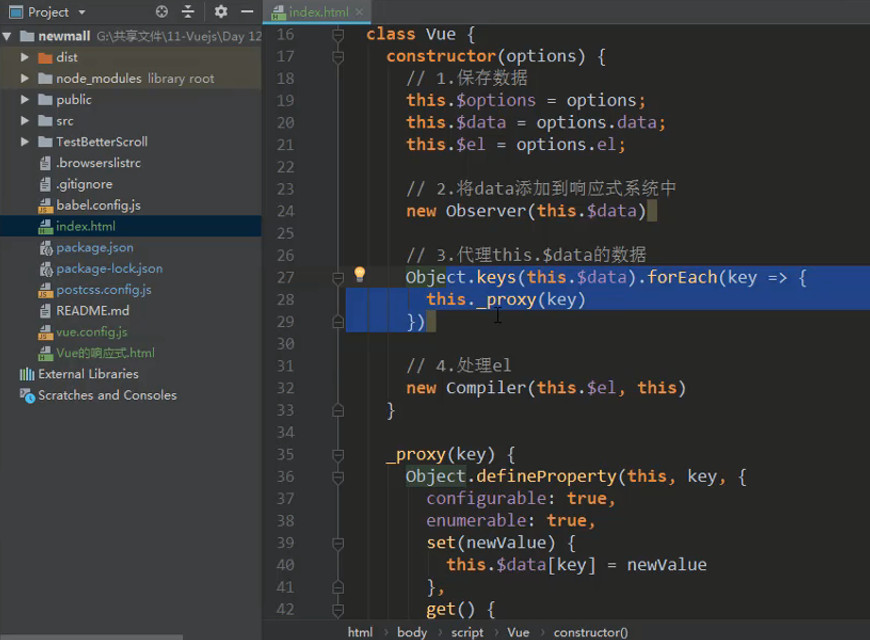 Project
index.html
newmall G:\共享文件\11-Vuejs\Day 12
dist
node_modules library root
public
src
TestBetterScroll
.browserslistrc
.gitignore
babel.config.js
index.html
package.json
package-lock.json
postcss.config.js
README.md
vue.config.js
Vue的响应式.html
External Libraries
Scratches and Consoles
16 class Vue {
17 constructor(options) {
18 // 1.保存数据
19 this.$options = options;
20 this.$data = options.data;
21 this.$el = options.el;
22
23 // 2.将data添加到响应式系统中
24 new Observer(this.$data)
25
26 // 3.代理this.$data的数据
27 Object.keys(this.$data).forEach(key => {
28 this._proxy(key)
29 })
30
31 // 4.处理el
32 new Compiler(this.$el, this)
33 }
34
35 _proxy(key) {
36 Object.defineProperty(this, key, {
37 configurable: true,
38 enumerable: true,
39 set(newValue) {
40 this.$data[key] = newValue
41 },
42 get() {
html › body › script › Vue › constructor()